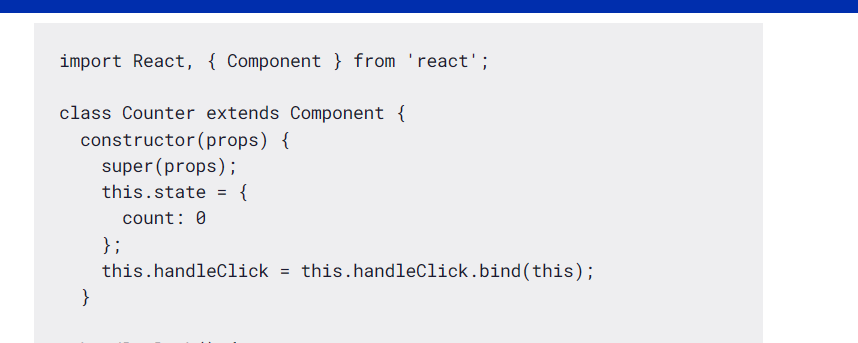 import React, { Component } from 'react';
class Counter extends Component {
constructor(props) {
super(props);
this.state = {
count: 0
};
this.handleClick = this.handleClick.bind(this);
}